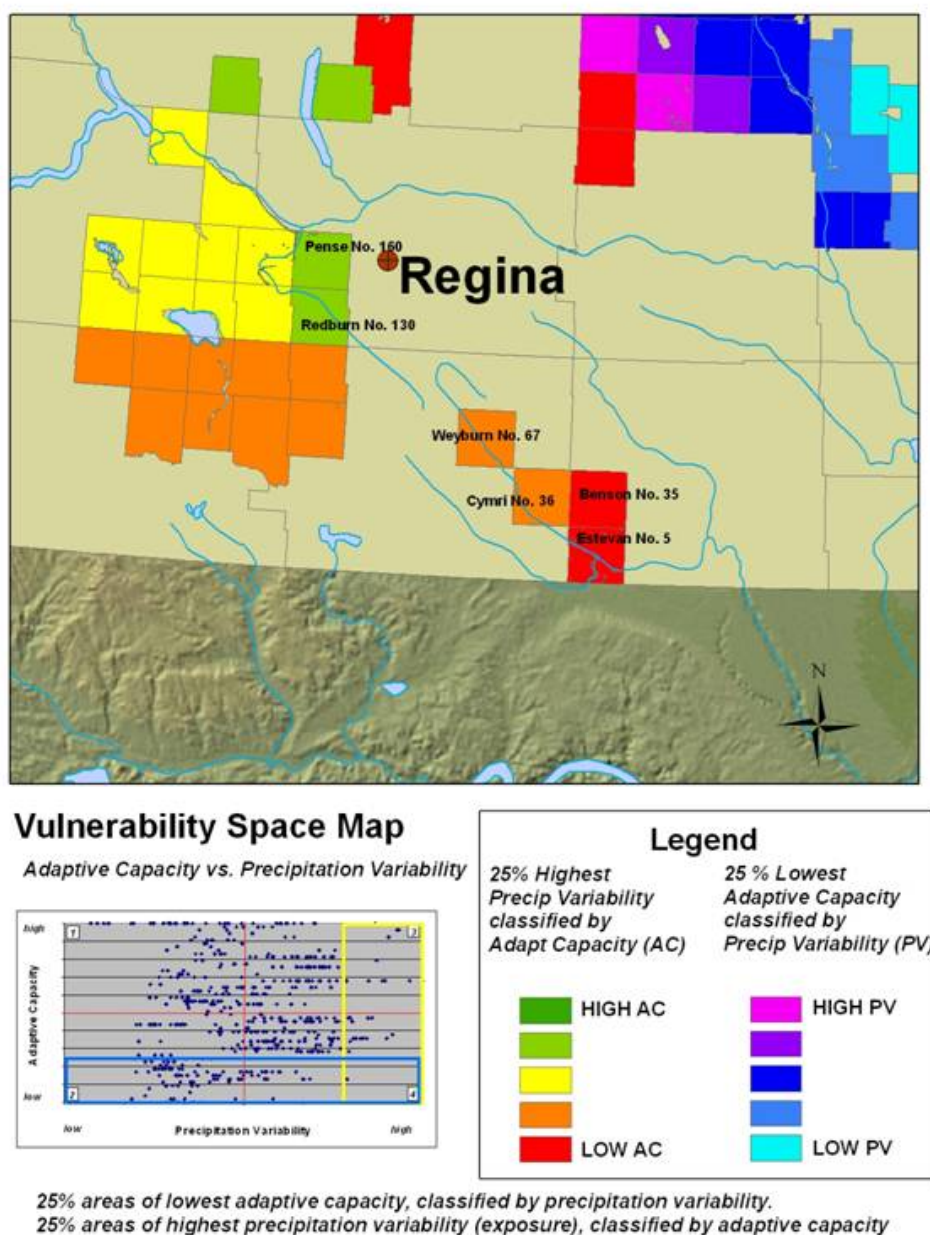 Pense No. 160
Regina
Redburn No. 130
Weyburn No. 67
Cymri No. 36
Benson No. 35
Estevan No. 5
N
Vulnerability Space Map
Adaptive Capacity vs. Precipitation Variability
high
1
3
Adaptive Capacity
low
2
4
low
Precipitation Variability
high
Legend
25% Highest
Precip Variability
classified by
Adapt Capacity (AC)
25 % Lowest
Adaptive Capacity
classified by
Precip Variability (PV)
HIGH AC
LOW AC
HIGH PV
LOW PV
25% areas of lowest adaptive capacity, classified by precipitation variability.
25% areas of highest precipitation variability (exposure), classified by adaptive capacity